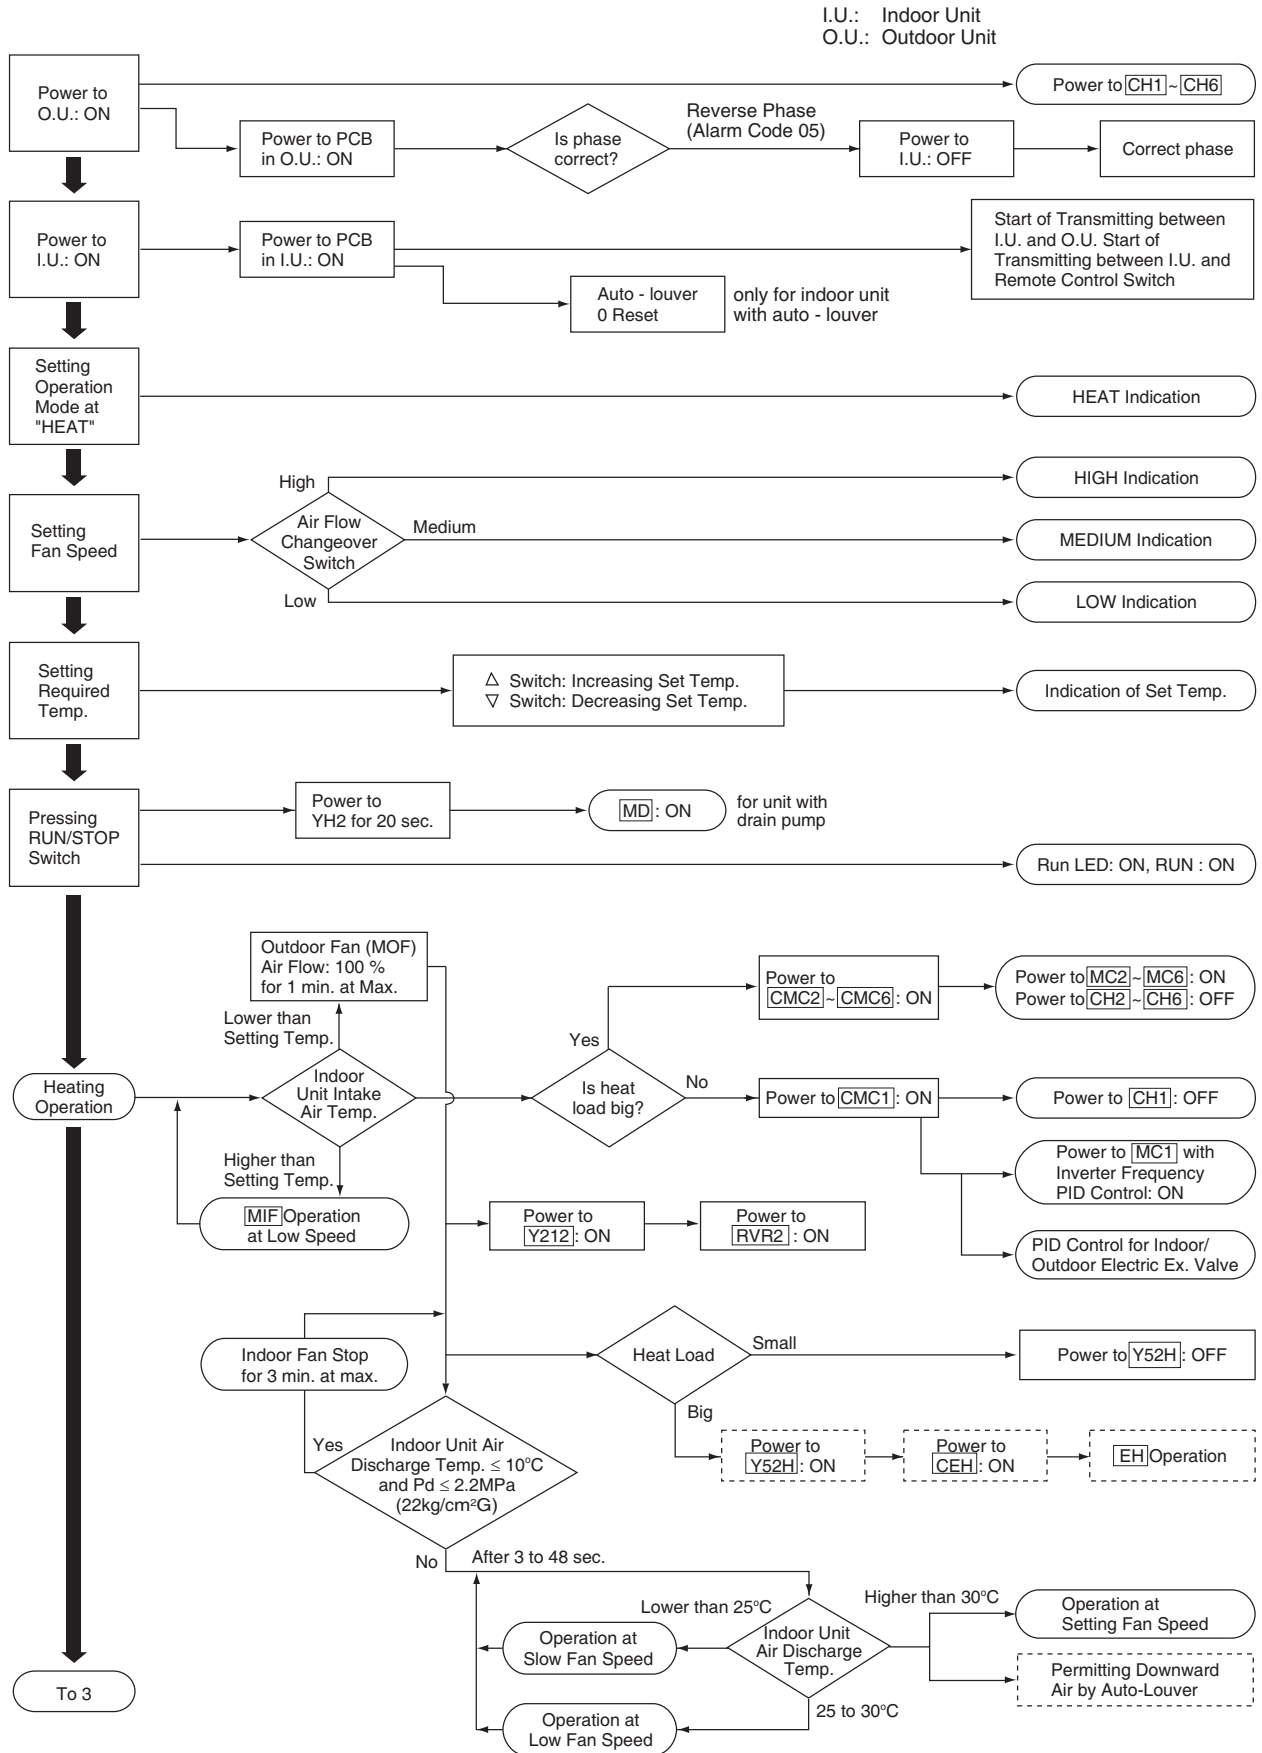 I.U.: Indoor Unit
O.U.: Outdoor Unit
Power to
O.U.: ON
Power to CH1 ~ CH6
Power to PCB
in O.U.: ON
Is phase
correct?
Reverse Phase
(Alarm Code 05)
Power to
I.U.: OFF
Correct phase
Power to
I.U.: ON
Power to PCB
in I.U.: ON
Start of Transmitting between
I.U. and O.U. Start of
Transmitting between I.U. and
Remote Control Switch
Auto - louver
0 Reset
only for indoor unit
with auto - louver
Setting
Operation
Mode at
"HEAT"
HEAT Indication
Setting
Fan Speed
High
Air Flow
Changeover
Switch
Medium
Low
HIGH Indication
MEDIUM Indication
LOW Indication
Setting
Required
Temp.
△ Switch: Increasing Set Temp.
▽ Switch: Decreasing Set Temp.
Indication of Set Temp.
Pressing
RUN/STOP
Switch
Power to
YH2 for 20 sec.
MD : ON
for unit with
drain pump
Run LED: ON, RUN : ON
Outdoor Fan (MOF)
Air Flow: 100 %
for 1 min. at Max.
Lower than
Setting Temp.
Heating
Operation
Indoor
Unit Intake
Air Temp.
Higher than
Setting Temp.
MIF Operation
at Low Speed
Yes
Is heat
load big?
No
Power to
CMC2 ~ CMC6 : ON
Power to MC2 ~ MC6 : ON
Power to CH2 ~ CH6 : OFF
Power to CMC1 : ON
Power to CH1 : OFF
Power to MC1 with
Inverter Frequency
PID Control: ON
PID Control for Indoor/
Outdoor Electric Ex. Valve
Power to
Y212 : ON
Power to
RVR2 : ON
Indoor Fan Stop
for 3 min. at max.
Heat Load
Small
Power to Y52H : OFF
Big
Power to
Y52H : ON
Power to
CEH : ON
EH Operation
Yes
Indoor Unit Air
Discharge Temp. ≤ 10°C
and Pd ≤ 2.2MPa
(22kg/cm²G)
No
After 3 to 48 sec.
Lower than 25°C
Higher than 30°C
Operation at
Slow Fan Speed
Indoor Unit
Air Discharge
Temp.
Operation at
Setting Fan Speed
Permitting Downward
Air by Auto-Louver
25 to 30°C
Operation at
Low Fan Speed
To 3